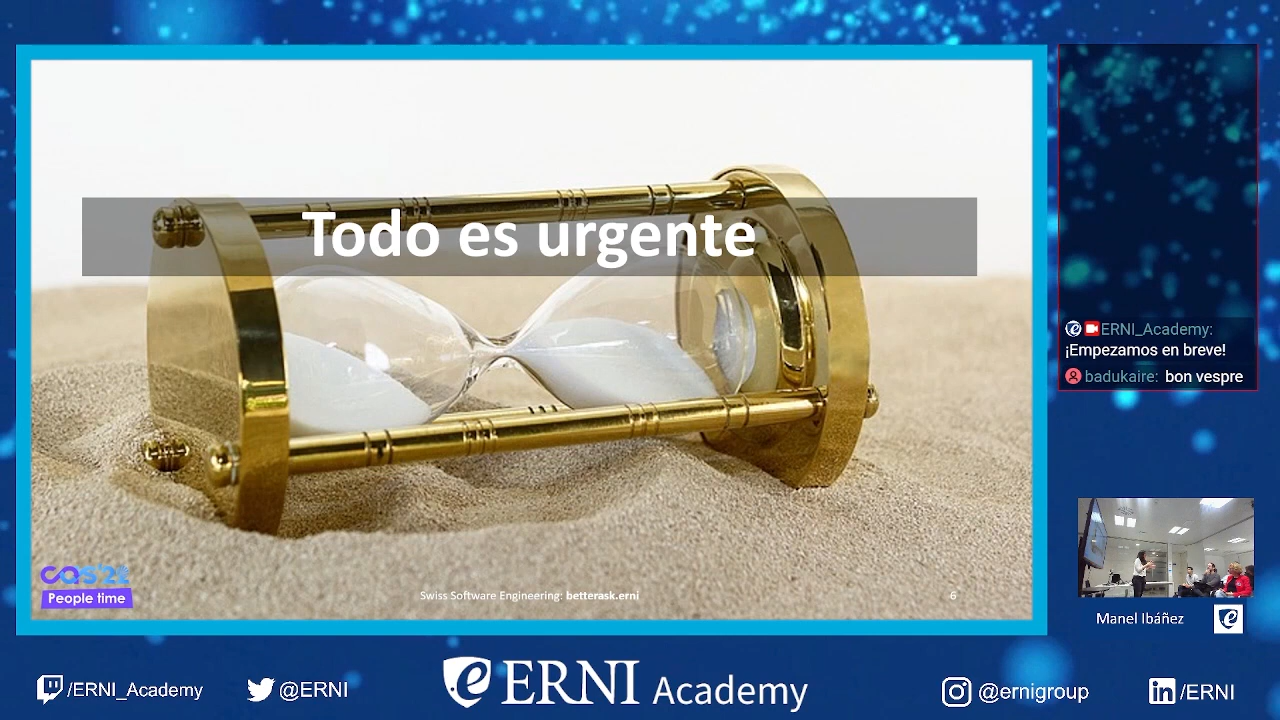 Todo es urgente
cas'22
People time
Swiss Software Engineering: betterask.erni
6
ERNI_Academy:
¡Empezamos en breve!
badukaire: bon vespre
Manel Ibáñez
/ERNI_Academy
@ERNI
ERNI Academy
@ernigroup
/ERNI